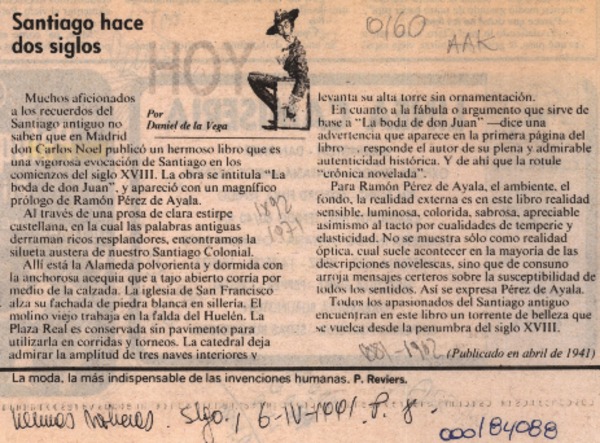 Santiago hace
dos siglos
0160
AAK
HOY
Por
Daniel de la Vega
Muchos aficionados
a los recuerdos del
Santiago antiguo no
saben que en Madrid
don Carlos Noel publicó un hermoso libro que es
una vigorosa evocación de Santiago en los
comienzos del siglo XVIII. La obra se intitula "La
boda de don Juan", y apareció con un magnífico
prólogo de Ramón Pérez de Ayala.
Al través de una prosa de clara estirpe
castellana, en la cual las palabras antiguas
derraman ricos resplandores, encontramos la
silueta austera de nuestro Santiago Colonial.
Allí está la Alameda polvorienta y dormida con
la anchurosa acequia que a tajo abierto corría por
medio de la calzada. La iglesia de San Francisco
alza su fachada de piedra blanca en sillería. El
molino viejo trabaja en la falda del Huelén. La
Plaza Real es conservada sin pavimento para
utilizarla en corridas y torneos. La catedral deja
admirar la amplitud de tres naves interiores y
1892
1971
levanta su alta torre sin ornamentación.
En cuanto a la fábula o argumento que sirve de
base a "La boda de don Juan" —dice una
advertencia que aparece en la primera página del
libro—, responde el autor de su plena y admirable
autenticidad histórica. Y de ahí que la rotule
"crónica novelada".
Para Ramón Pérez de Ayala, el ambiente, el
fondo, la realidad externa es en este libro realidad
sensible, luminosa, colorida, sabrosa, apreciable
asimismo al tacto por cualidades de temperie y
elasticidad. No se muestra sólo como realidad
óptica, cual suele acontecer en la mayoría de las
descripciones novelescas, sino que de consuno
arroja mensajes certeros sobre la susceptibilidad de
todos los sentidos. Así se expresa Pérez de Ayala.
Todos los apasionados del Santiago antiguo
encuentran en este libro un torrente de belleza que
se vuelca desde la penumbra del siglo XVIII.
1881-1962
(Publicado en abril de 1941)
La moda, la más indispensable de las invenciones humanas. P. Reviers.
Stgo., 6-IV-1991. P. 8.
000184088